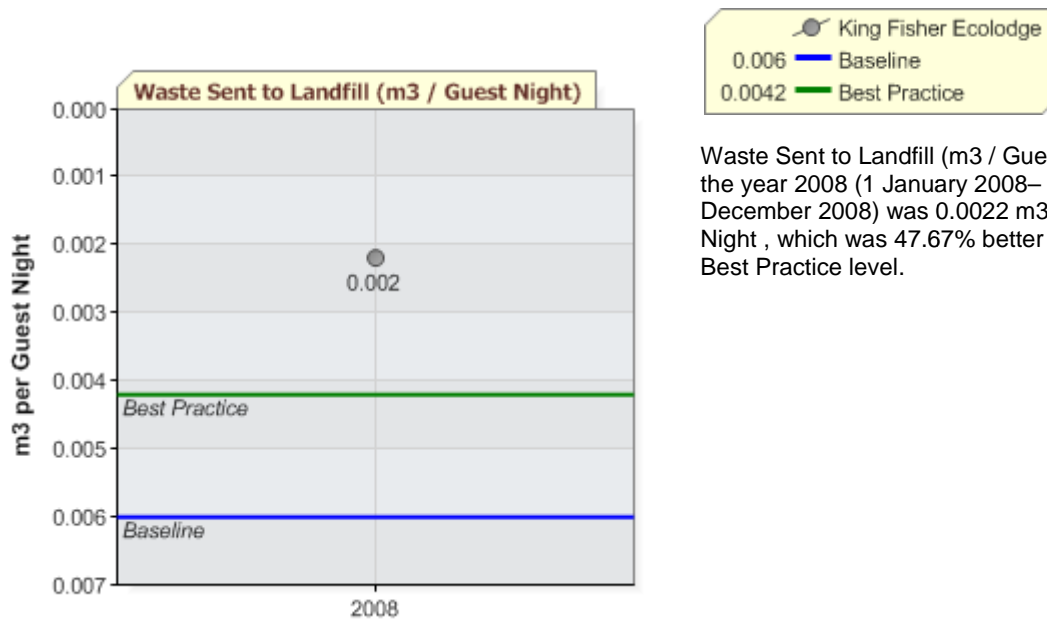 Waste Sent to Landfill (m3 / Guest Night)
0.000
0.001
0.002
0.003
0.004
0.005
0.006
0.007
m3 per Guest Night
0.002
Best Practice
Baseline
2008
King Fisher Ecolodge
0.006 Baseline
0.0042 Best Practice
Waste Sent to Landfill (m3 / Gue
the year 2008 (1 January 2008–
December 2008) was 0.0022 m3
Night , which was 47.67% better
Best Practice level.